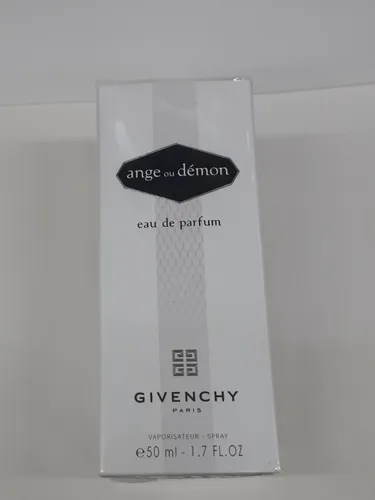 ange ou démon
eau de parfum
GIVENCHY
PARIS
VAPORISATEUR - SPRAY
℮50 ml - 1,7 FL.OZ